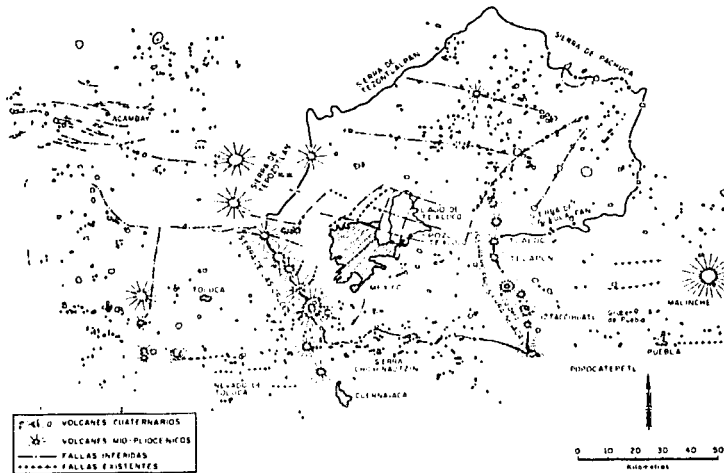 SIERRA DE
TEZONTLALPAN
SIERRA DE PACHUCA
ACAMBAY
SIERRA DE
TEPOZOTLAN
LAGO DE
TEXCOCO
TLALOC
TELAPON
MEXICO
TOLUCA
IZTACCIHUATL
MALINCHE
PUEBLA
POPOCATEPETL
SIERRA
CHICHINAUTZIN
NEVADO DE
TOLUCA
CUERNAVACA
VOLCANES CUATERNARIOS
VOLCANES MIO-PLIOCENICOS
FALLAS INFERIDAS
FALLAS EXISTENTES
0 10 20 30 40 50
Kilometros